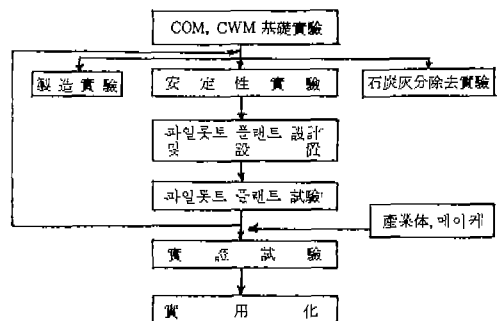 COM, CWM 基礎實驗
製造實驗
安定性實驗
石炭灰分除去實驗
파일롯트 플랜트 設計
및 設置
파일롯트 플랜트 試驗
產業体, 메이케
實證試驗
實用化